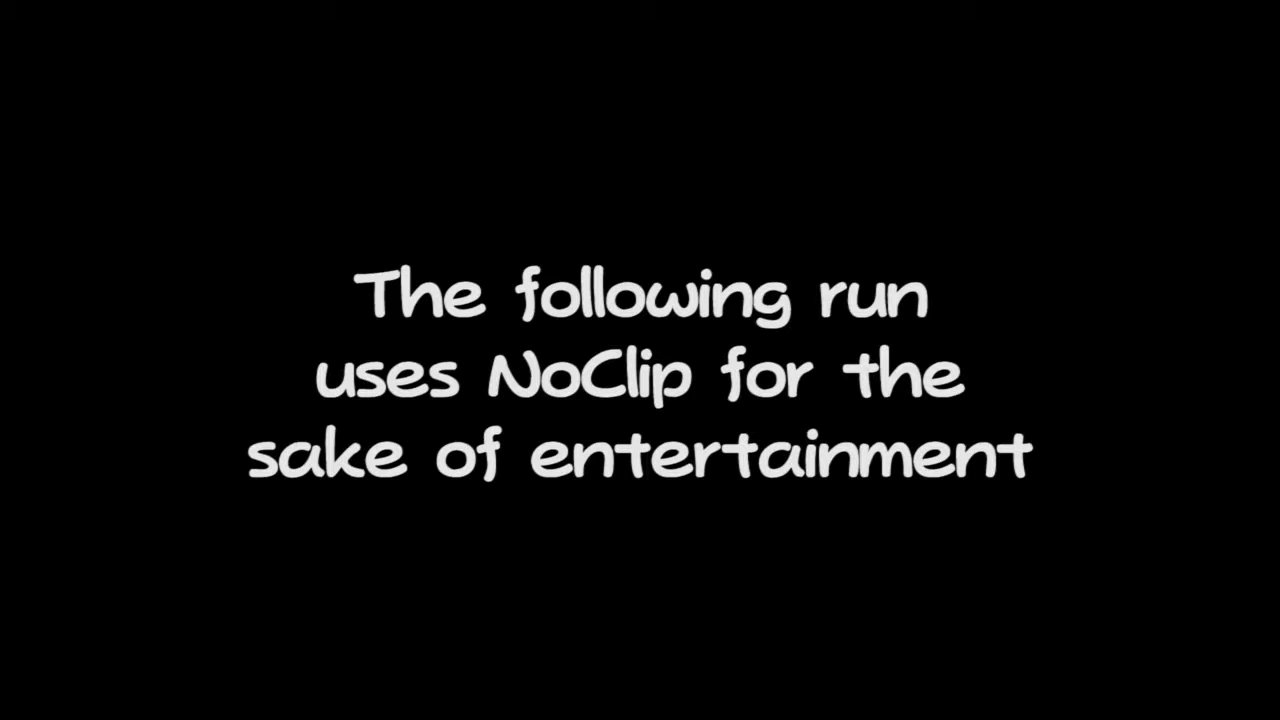 The following run
uses NoClip for the
sake of entertainment